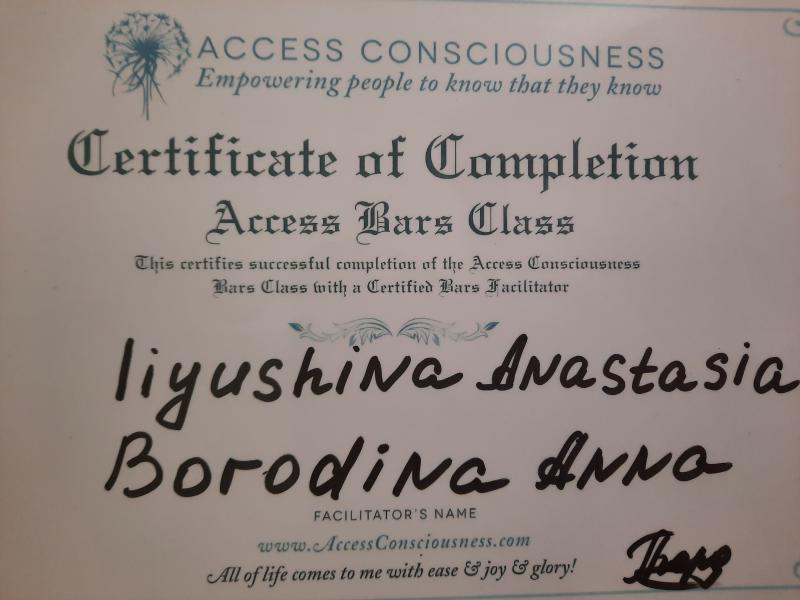 ACCESS CONSCIOUSNESS
Empowering people to know that they know
Certificate of Completion
Access Bars Class
This certifies successful completion of the Access Consciousness
Bars Class with a Certified Bars Facilitator
Iiyushina Anastasia
Borodina Anna
FACILITATOR'S NAME
www.AccessConsciousness.com
All of life comes to me with ease & joy & glory!